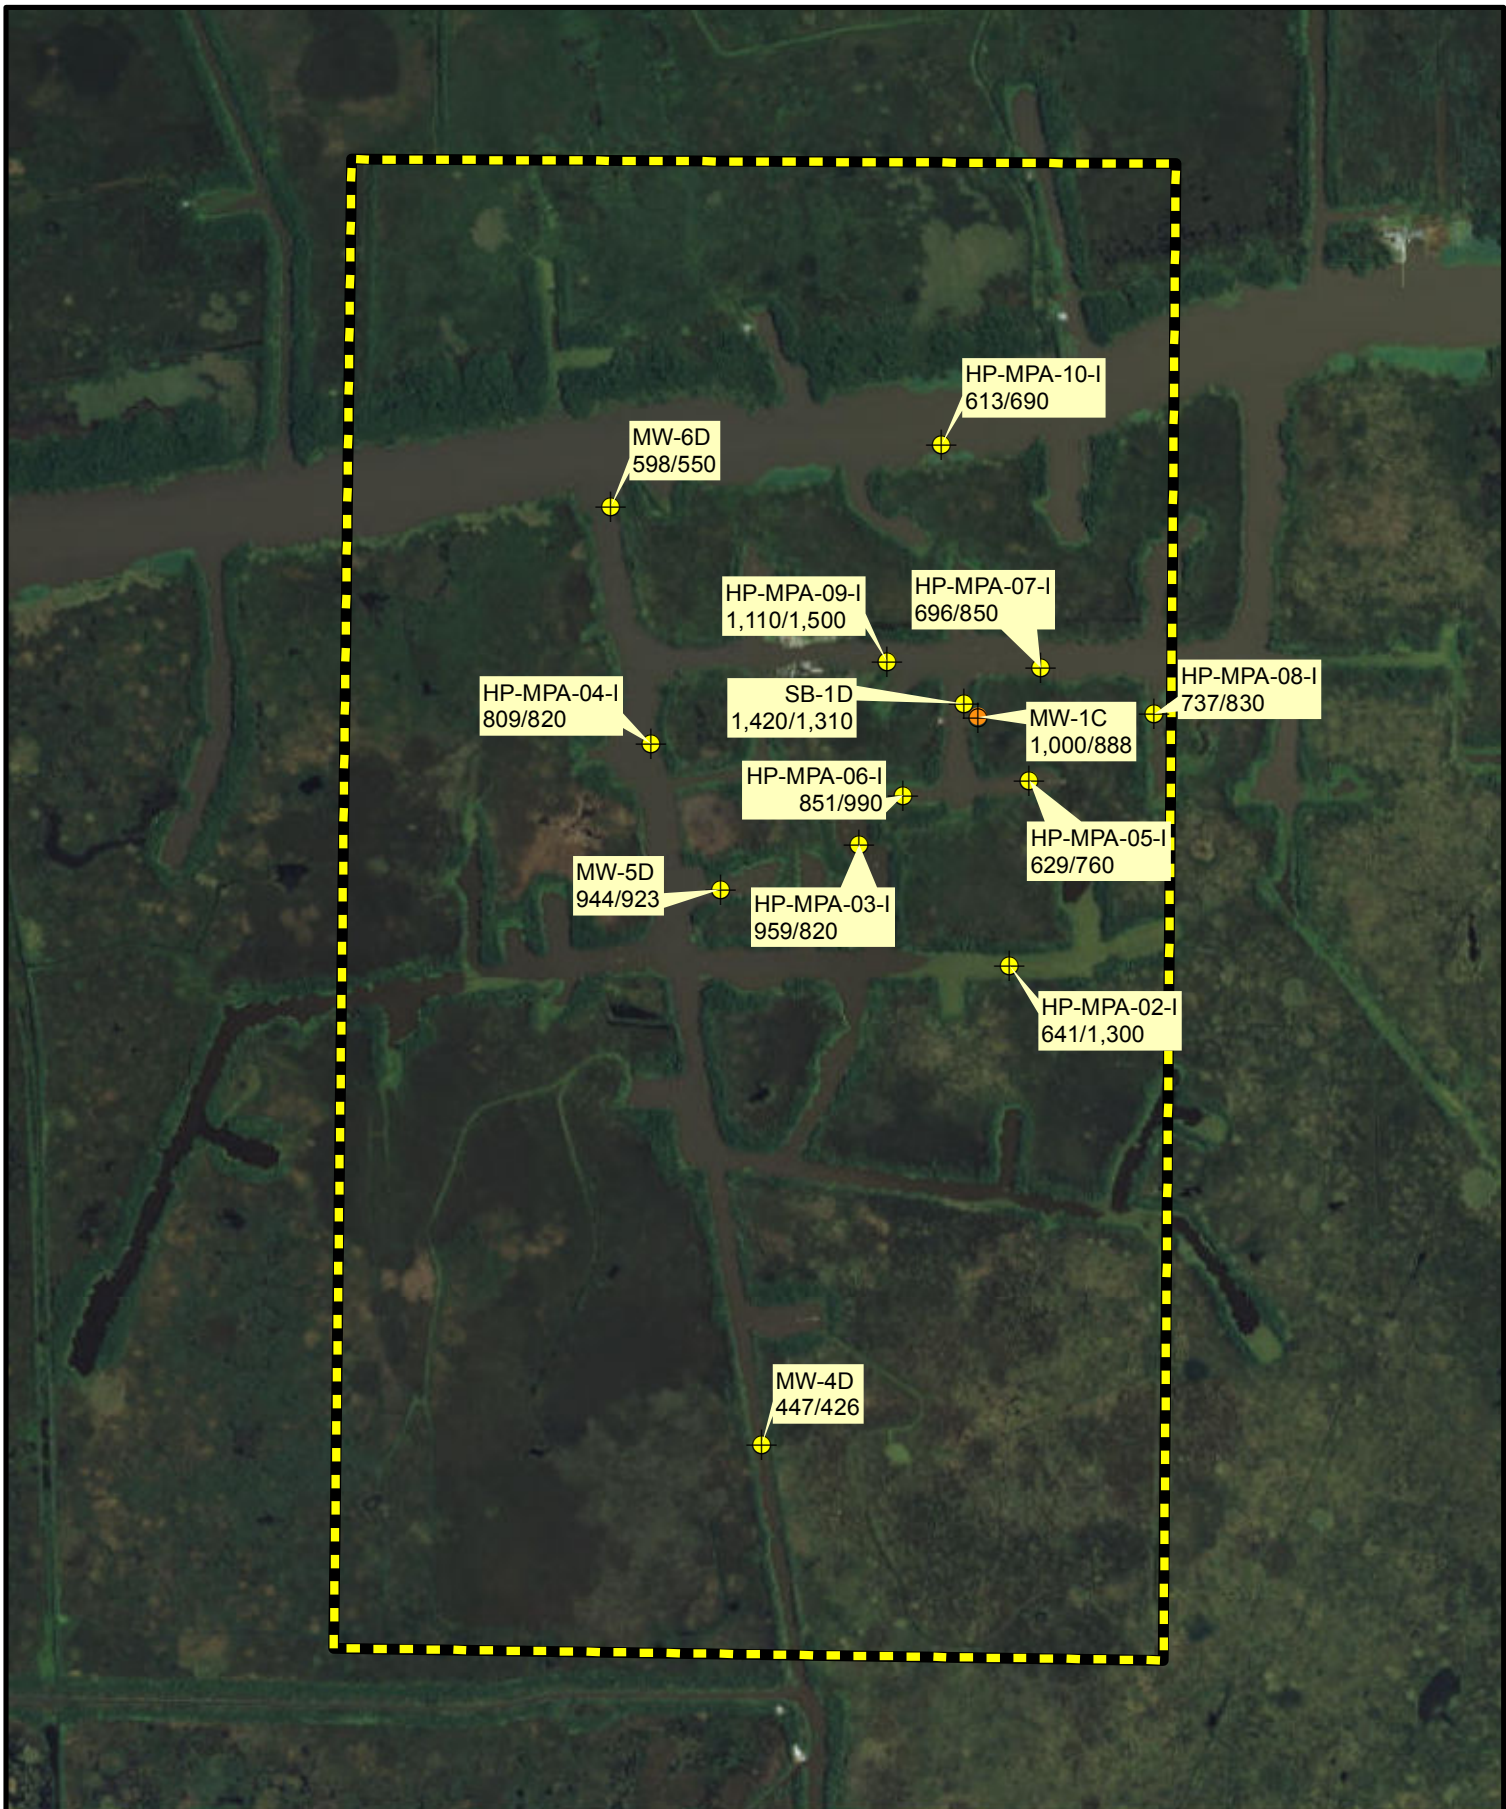 HP-MPA-10-I
613/690
MW-6D
598/550
HP-MPA-09-I
1,110/1,500
HP-MPA-07-I
696/850
HP-MPA-04-I
809/820
SB-1D
1,420/1,310
HP-MPA-08-I
737/830
MW-1C
1,000/888
HP-MPA-06-I
851/990
HP-MPA-05-I
629/760
MW-5D
944/923
HP-MPA-03-I
959/820
HP-MPA-02-I
641/1,300
MW-4D
447/426